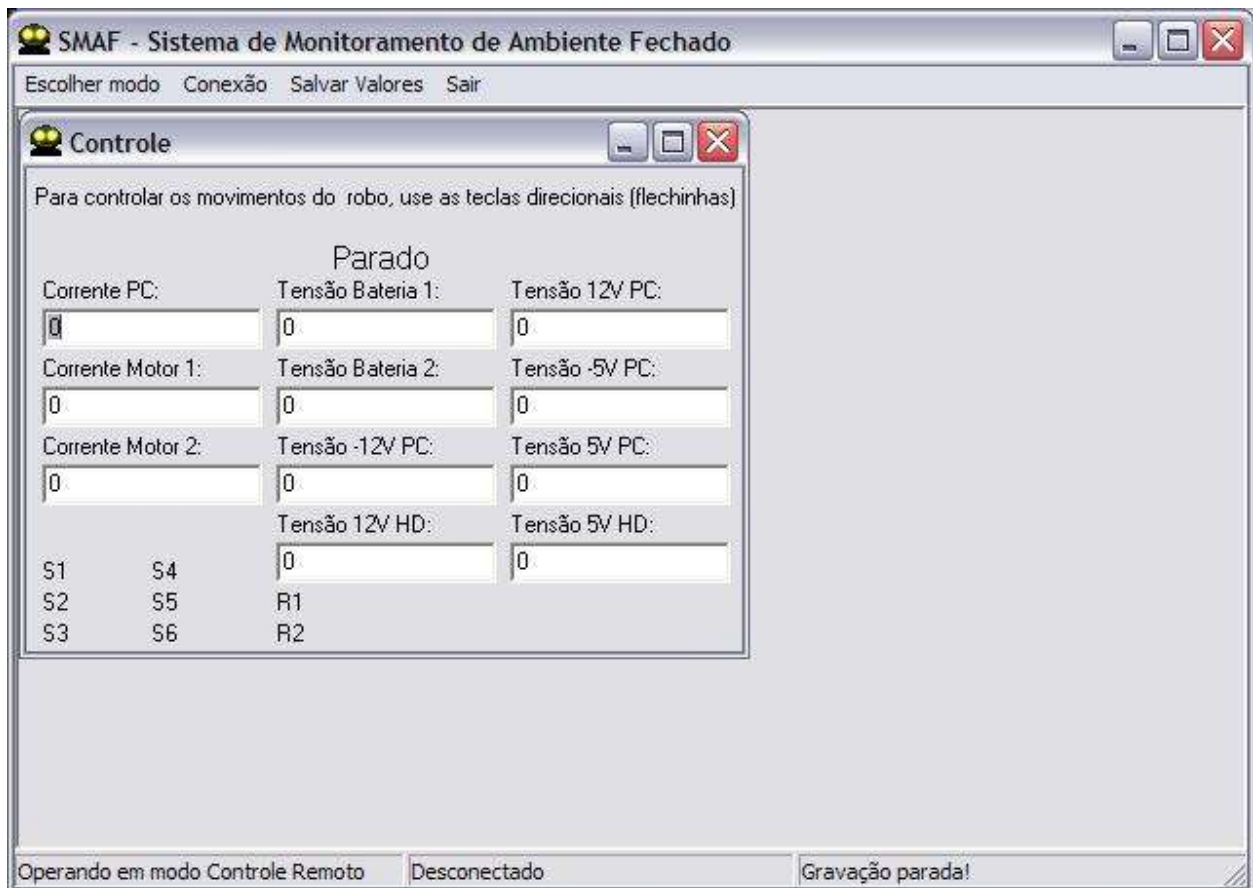 SMAF - Sistema de Monitoramento de Ambiente Fechado
Escolher modo Conexão Salvar Valores Sair
Controle
Para controlar os movimentos do robo, use as teclas direcionais (flechinhas)
Parado
Corrente PC: Tensão Bateria 1: Tensão 12V PC:
0 0 0
Corrente Motor 1: Tensão Bateria 2: Tensão -5V PC:
0 0 0
Corrente Motor 2: Tensão -12V PC: Tensão 5V PC:
0 0 0
Tensão 12V HD: Tensão 5V HD:
0 0
S1 S4
S2 S5 R1
S3 S6 R2
Operando em modo Controle Remoto Desconectado Gravação parada!